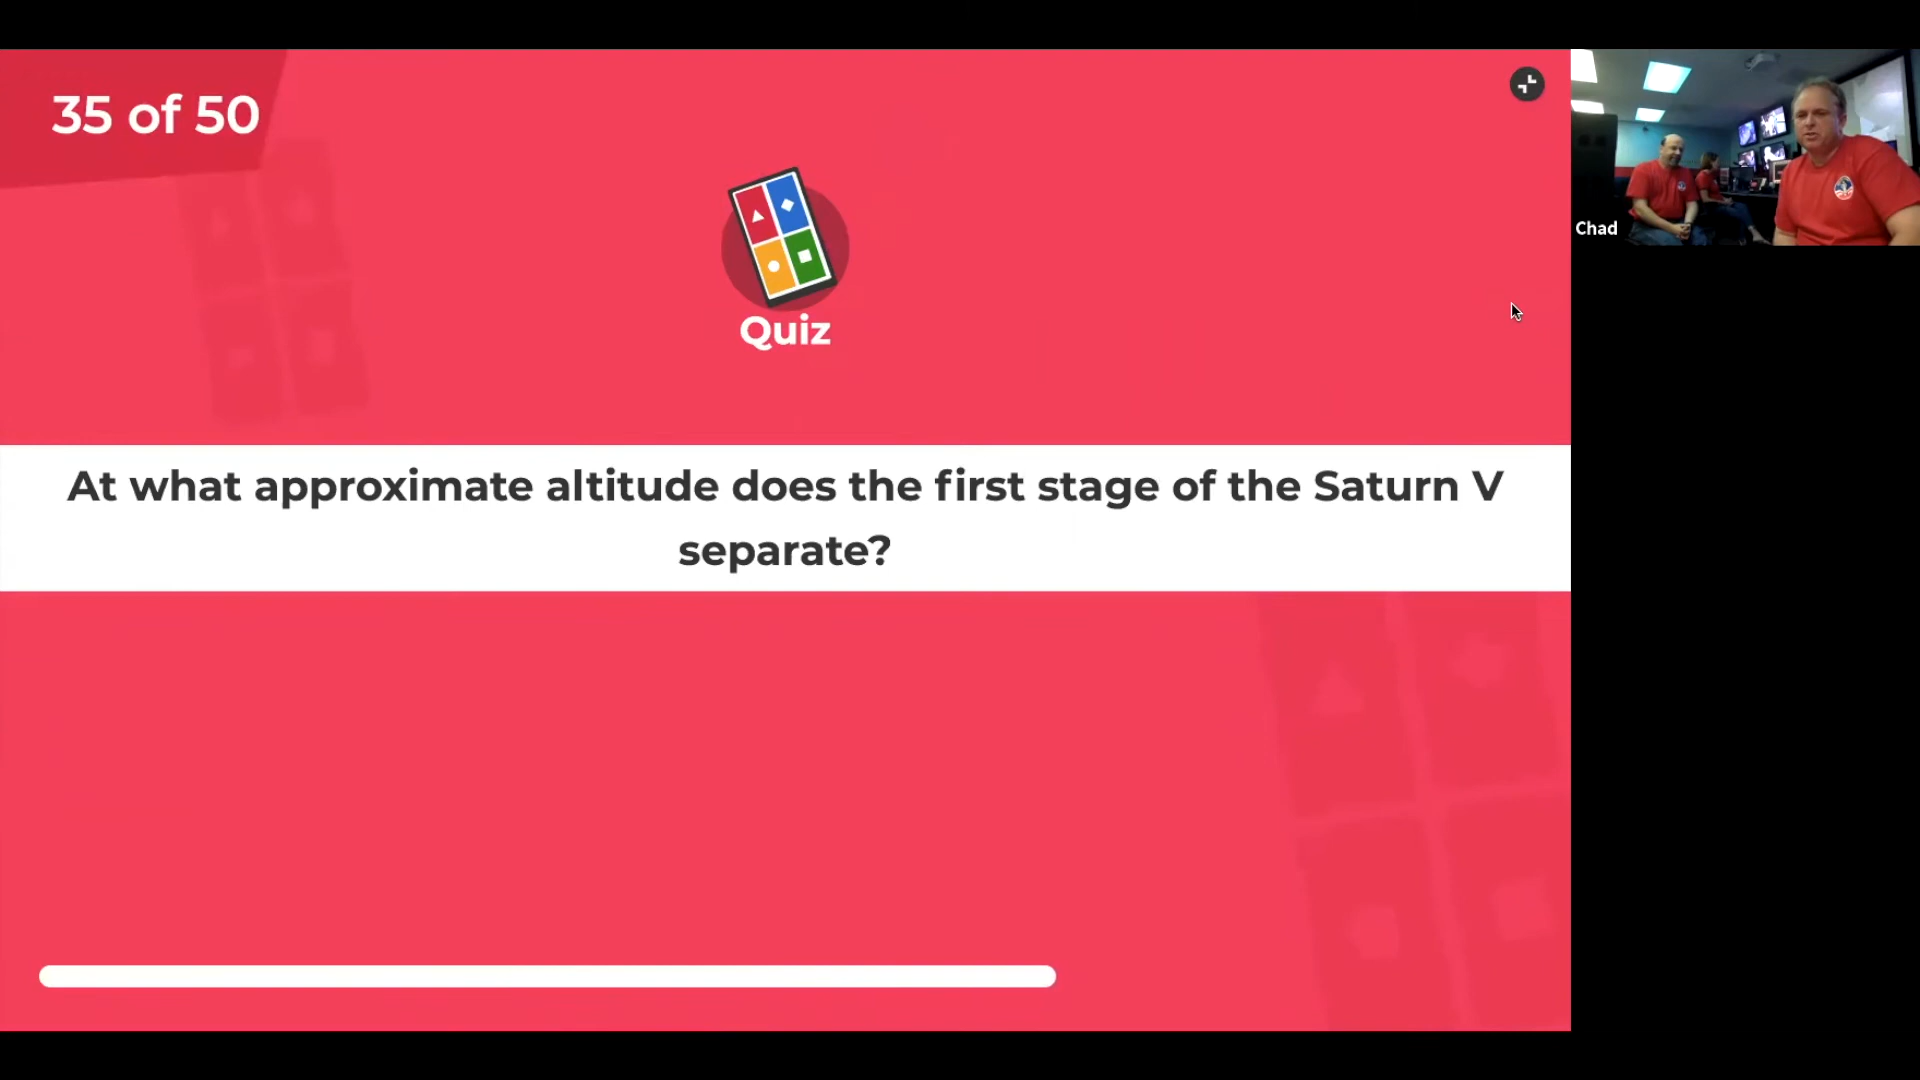 35 of 50
Quiz
At what approximate altitude does the first stage of the Saturn V
separate?
Chad